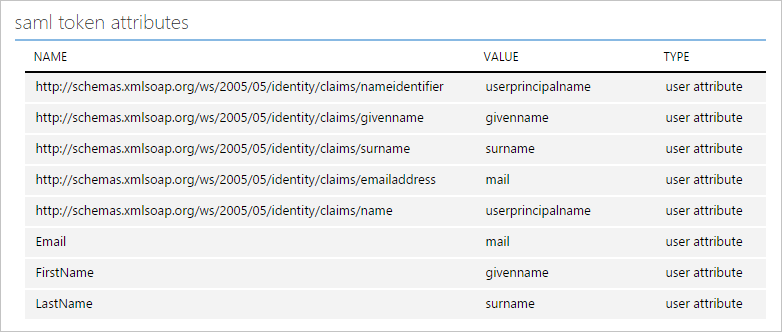 saml token attributes
NAME VALUE TYPE
http://schemas.xmlsoap.org/ws/2005/05/identity/claims/nameidentifier userprincipalname user attribute
http://schemas.xmlsoap.org/ws/2005/05/identity/claims/givenname givenname user attribute
http://schemas.xmlsoap.org/ws/2005/05/identity/claims/surname surname user attribute
http://schemas.xmlsoap.org/ws/2005/05/identity/claims/emailaddress mail user attribute
http://schemas.xmlsoap.org/ws/2005/05/identity/claims/name userprincipalname user attribute
Email mail user attribute
FirstName givenname user attribute
LastName surname user attribute